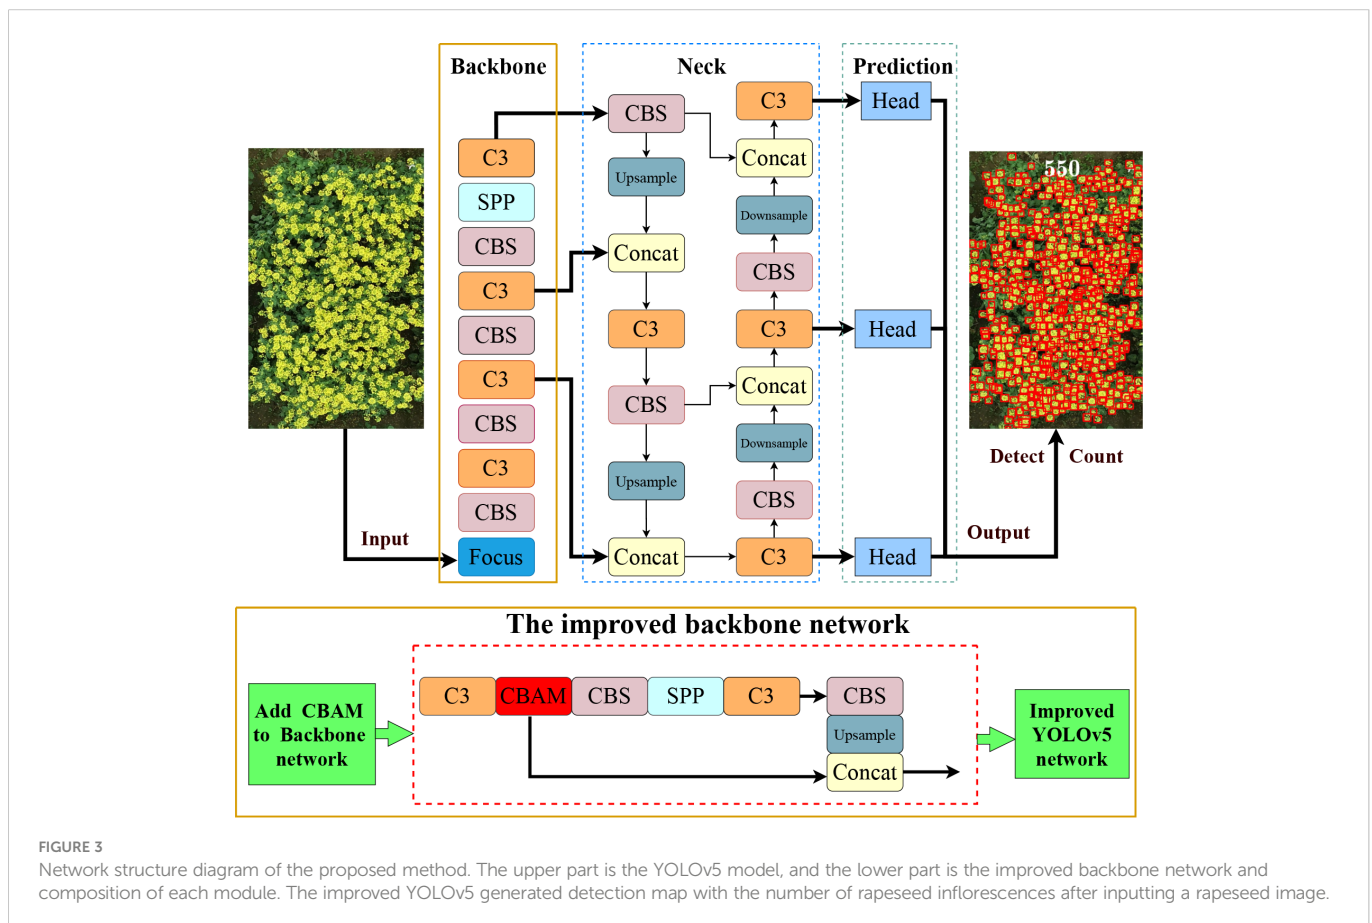 Backbone
C3
SPP
CBS
C3
CBS
C3
CBS
C3
CBS
Focus
Input
Neck
CBS
Upsample
Concat
C3
CBS
Upsample
Concat
C3
Concat
Downsample
CBS
C3
Concat
Downsample
CBS
C3
Prediction
Head
Head
Head
550
Detect Count
Output
The improved backbone network
Add CBAM
to Backbone
network
C3 CBAM CBS SPP C3 CBS
Upsample
Concat
Improved
YOLOv5
network
FIGURE 3
Network structure diagram of the proposed method. The upper part is the YOLOv5 model, and the lower part is the improved backbone network and
composition of each module. The improved YOLOv5 generated detection map with the number of rapeseed inflorescences after inputting a rapeseed image.